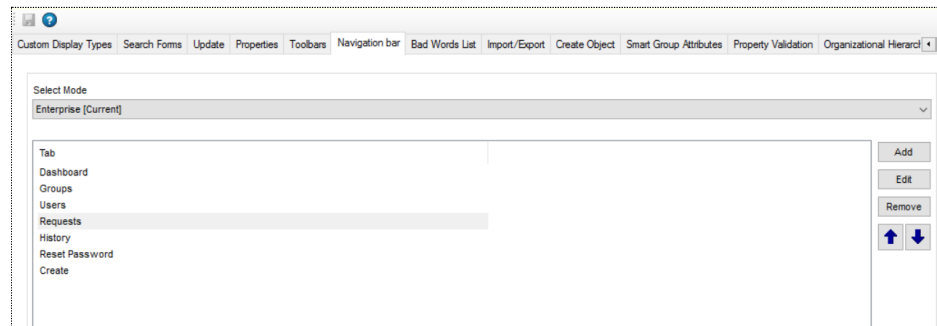 Custom Display Types Search Forms Update Properties Toolbars Navigation bar Bad Words List Import/Export Create Object Smart Group Attributes Property Validation Organizational Hierarch
Select Mode
Enterprise [Current]
Tab
Add
Dashboard
Edit
Groups
Users
Remove
Requests
History
Reset Password
Create